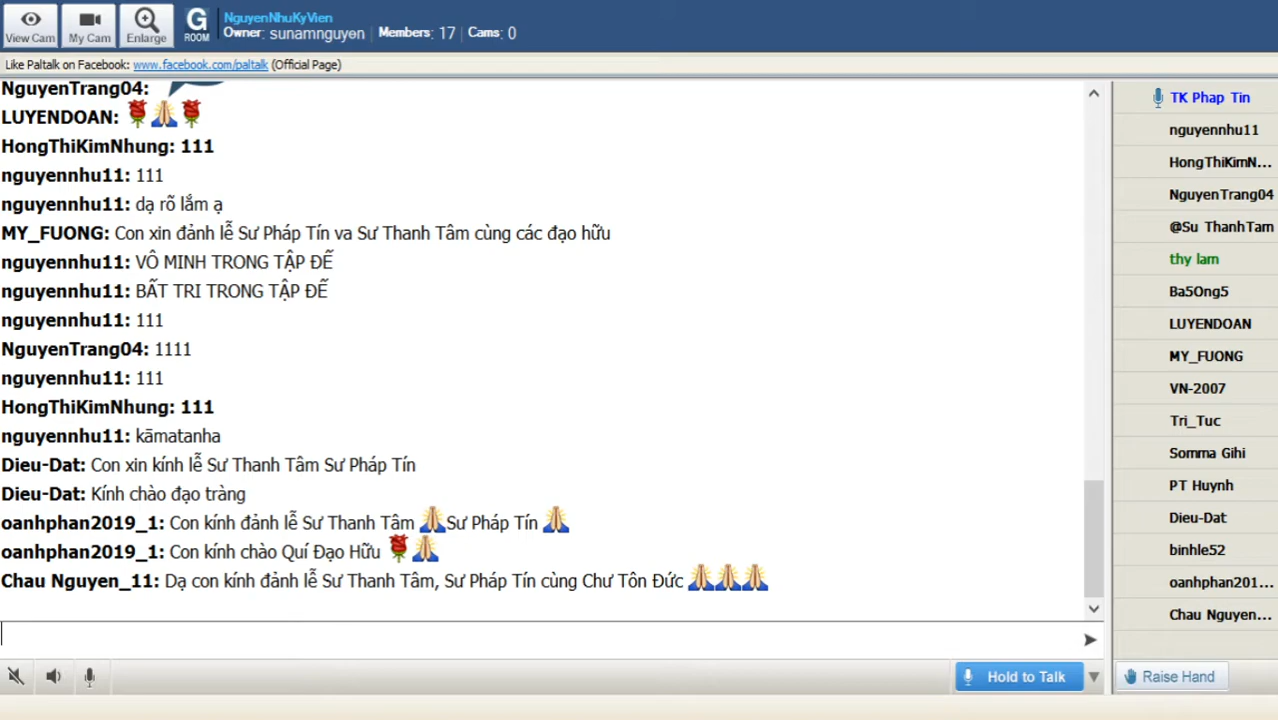 View Cam
My Cam
Enlarge
G
ROOM
NguyenNhuKyVien
Owner: sunamnguyen | Members: 17 | Cams: 0
Like Paltalk on Facebook: www.facebook.com/paltalk (Official Page)
NguyenTrang04:
LUYENDOAN: 🌹🙏🌹
HongThiKimNhung: 111
nguyennhu11: 111
nguyennhu11: dạ rõ lắm ạ
MY_FUONG: Con xin đảnh lễ Sư Pháp Tín va Sư Thanh Tâm cùng các đạo hữu
nguyennhu11: VÔ MINH TRONG TẬP ĐẾ
nguyennhu11: BẤT TRI TRONG TẬP ĐẾ
nguyennhu11: 111
NguyenTrang04: 1111
nguyennhu11: 111
HongThiKimNhung: 111
nguyennhu11: kāmatanha
Dieu-Dat: Con xin kính lễ Sư Thanh Tâm Sư Pháp Tín
Dieu-Dat: Kính chào đạo tràng
oanhphan2019_1: Con kính đảnh lễ Sư Thanh Tâm 🙏Sư Pháp Tín 🙏
oanhphan2019_1: Con kính chào Quí Đạo Hữu 🌹🙏
Chau Nguyen_11: Dạ con kính đảnh lễ Sư Thanh Tâm, Sư Pháp Tín cùng Chư Tôn Đức 🙏🙏🙏
Hold to Talk
TK Phap Tin
nguyennhu11
HongThiKimN...
NguyenTrang04
@Su ThanhTam
thy lam
Ba5Ong5
LUYENDOAN
MY_FUONG
VN-2007
Tri_Tuc
Somma Gihi
PT Huynh
Dieu-Dat
binhle52
oanhphan201...
Chau Nguyen...
Raise Hand